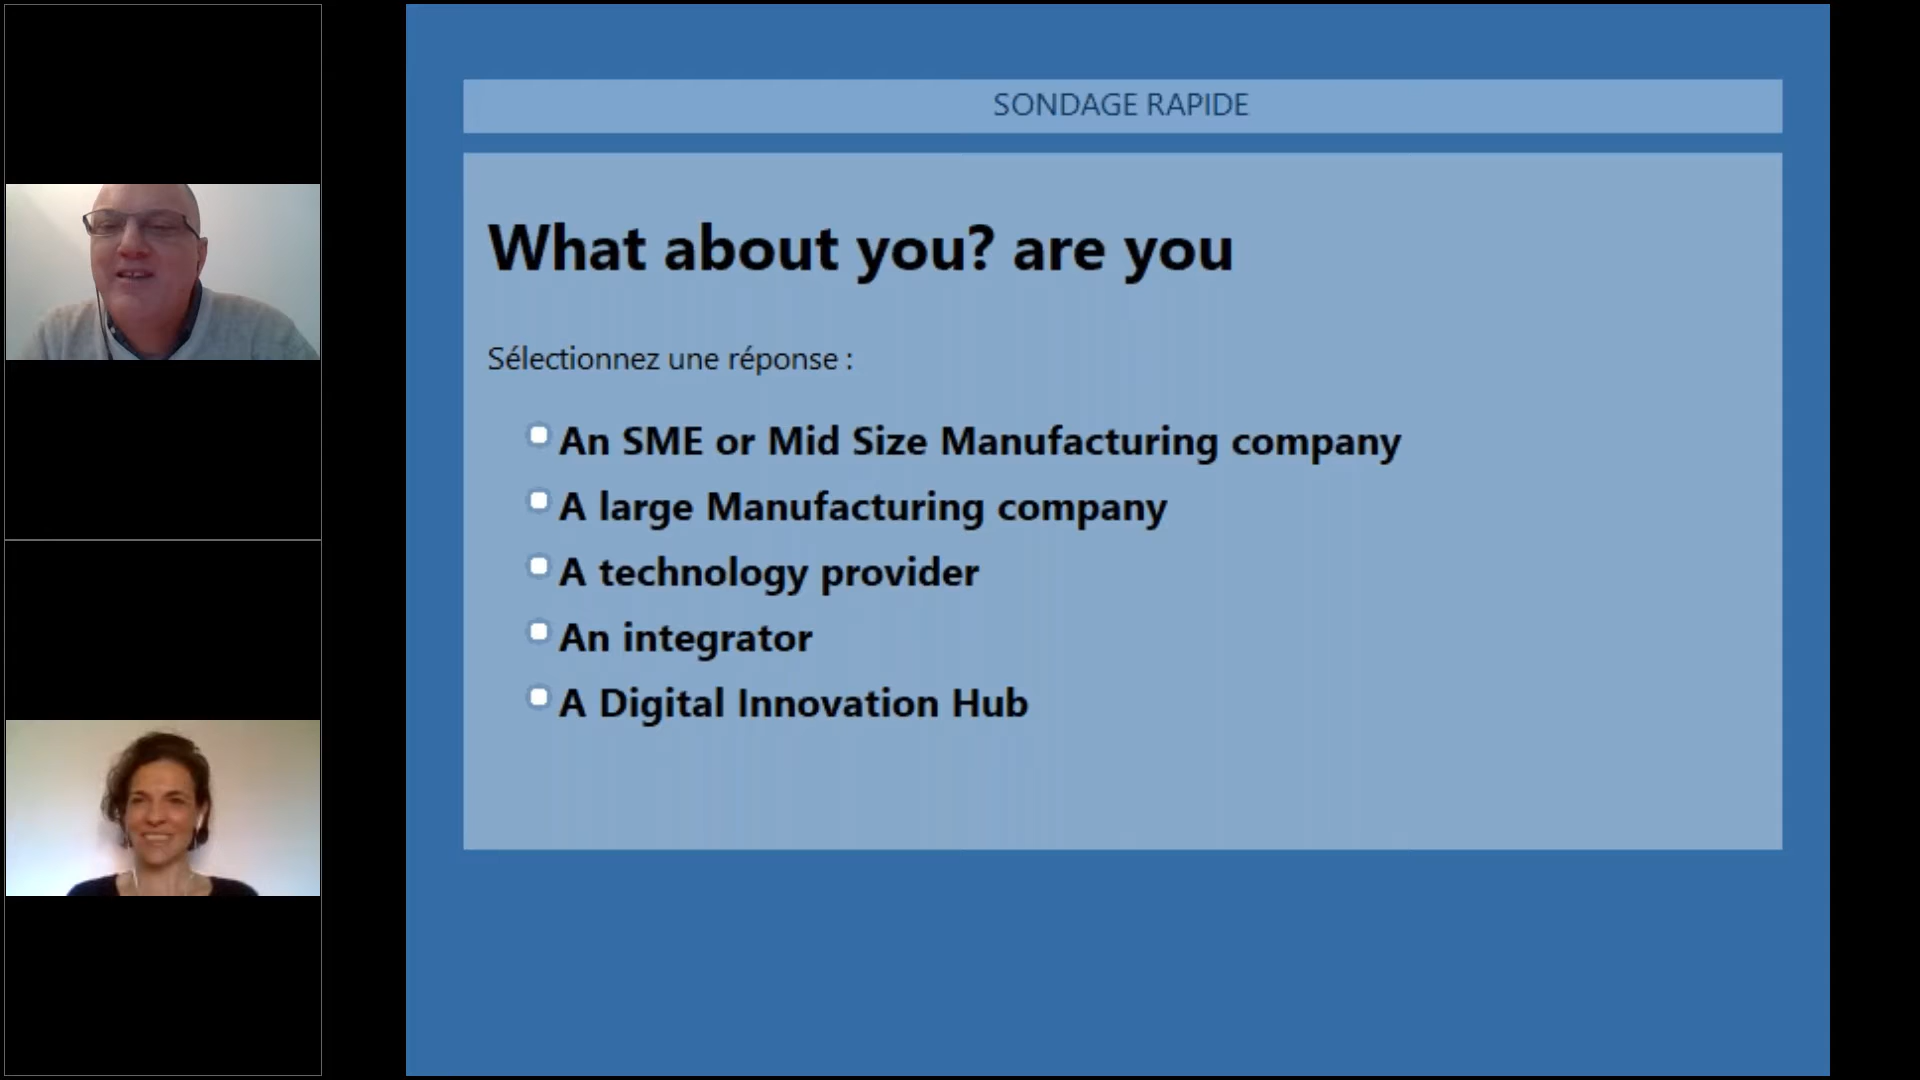 SONDAGE RAPIDE
What about you? are you
Sélectionnez une réponse :
An SME or Mid Size Manufacturing company
A large Manufacturing company
A technology provider
An integrator
A Digital Innovation Hub